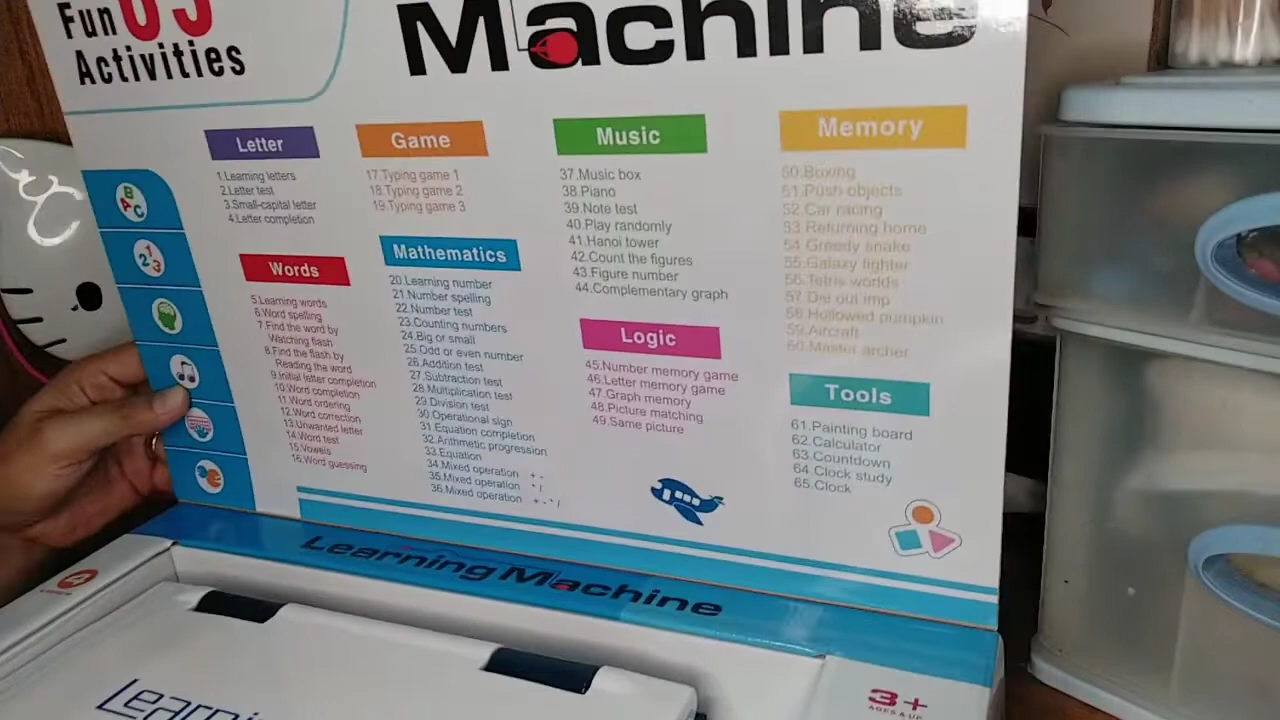 Fun
Activities
Machine
Letter
1.Learning letters
2.Letter test
3.Small-capital letter
4.Letter completion
Words
5.Learning words
6.Word spelling
7.Find the word by
Watching flash
8.Find the flash by
Reading the word
9.Initial letter completion
10.Word completion
11.Word ordering
12.Word correction
13.Unwanted letter
14.Word test
15.Vowels
16.Word guessing
Game
17.Typing game 1
18.Typing game 2
19.Typing game 3
Mathematics
20.Learning number
21.Number spelling
22.Number test
23.Counting numbers
24.Big or small
25.Odd or even number
26.Addition test
27.Subtraction test
28.Multiplication test
29.Division test
30.Operational sign
31.Equation completion
32.Arithmetic progression
33.Equation
34.Mixed operation + -
35.Mixed operation * /
36.Mixed operation + - * /
Music
37.Music box
38.Piano
39.Note test
40.Play randomly
41.Hanoi tower
42.Count the figures
43.Figure number
44.Complementary graph
Logic
45.Number memory game
46.Letter memory game
47.Graph memory
48.Picture matching
49.Same picture
Memory
50.Boxing
51.Push objects
52.Car racing
53.Returning home
54.Greedy snake
55.Galaxy fighter
56.Tetris worlds
57.Die out imp
58.Hollowed pumpkin
59.Aircraft
60.Master archer
Tools
61.Painting board
62.Calculator
63.Countdown
64.Clock study
65.Clock
A B C
1 2 3
Learning Machine
Learni
3+
AGES & UP